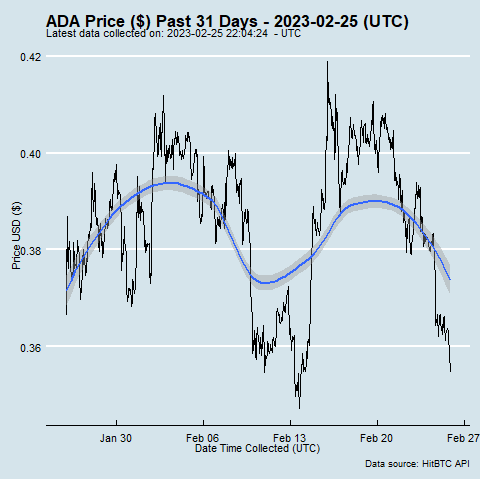 ADA Price ($) Past 31 Days - 2023-02-25 (UTC)
Latest data collected on: 2023-02-25 22:04:24 - UTC
0.42
0.40
0.38
0.36
Price USD ($)
Jan 30 Feb 06 Feb 13 Feb 20 Feb 27
Date Time Collected (UTC)
Data source: HitBTC API